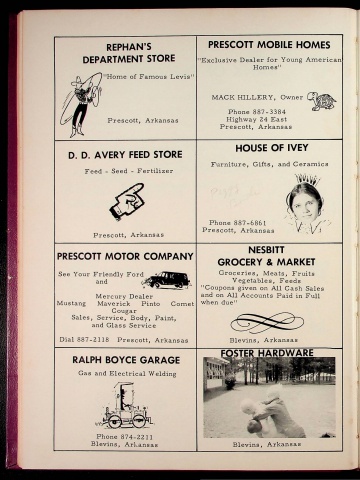 REPHAN'S
DEPARTMENT STORE
"Home of Famous Levis"
Prescott, Arkansas
PRESCOTT MOBILE HOMES
"Exclusive Dealer for Young American
Homes"
MACK HILLERY, Owner
Phone 887-3384
Highway 24 East
Prescott, Arkansas
D. D. AVERY FEED STORE
Feed - Seed - Fertilizer
Prescott, Arkansas
HOUSE OF IVEY
Furniture, Gifts, and Ceramics
Phone 887-6861
Prescott, Arkansas
PRESCOTT MOTOR COMPANY
See Your Friendly Ford
and
Mercury Dealer
Mustang Maverick Pinto Comet
Cougar
Sales, Service, Body, Paint,
and Glass Service
Dial 887-2118 Prescott, Arkansas
NESBITT
GROCERY & MARKET
Groceries, Meats, Fruits
Vegetables, Feeds
"Coupons given on All Cash Sales
and on All Accounts Paid in Full
when due"
Blevins, Arkansas
RALPH BOYCE GARAGE
Gas and Electrical Welding
Phone 874-2211
Blevins, Arkansas
FOSTER HARDWARE
Blevins, Arkansas